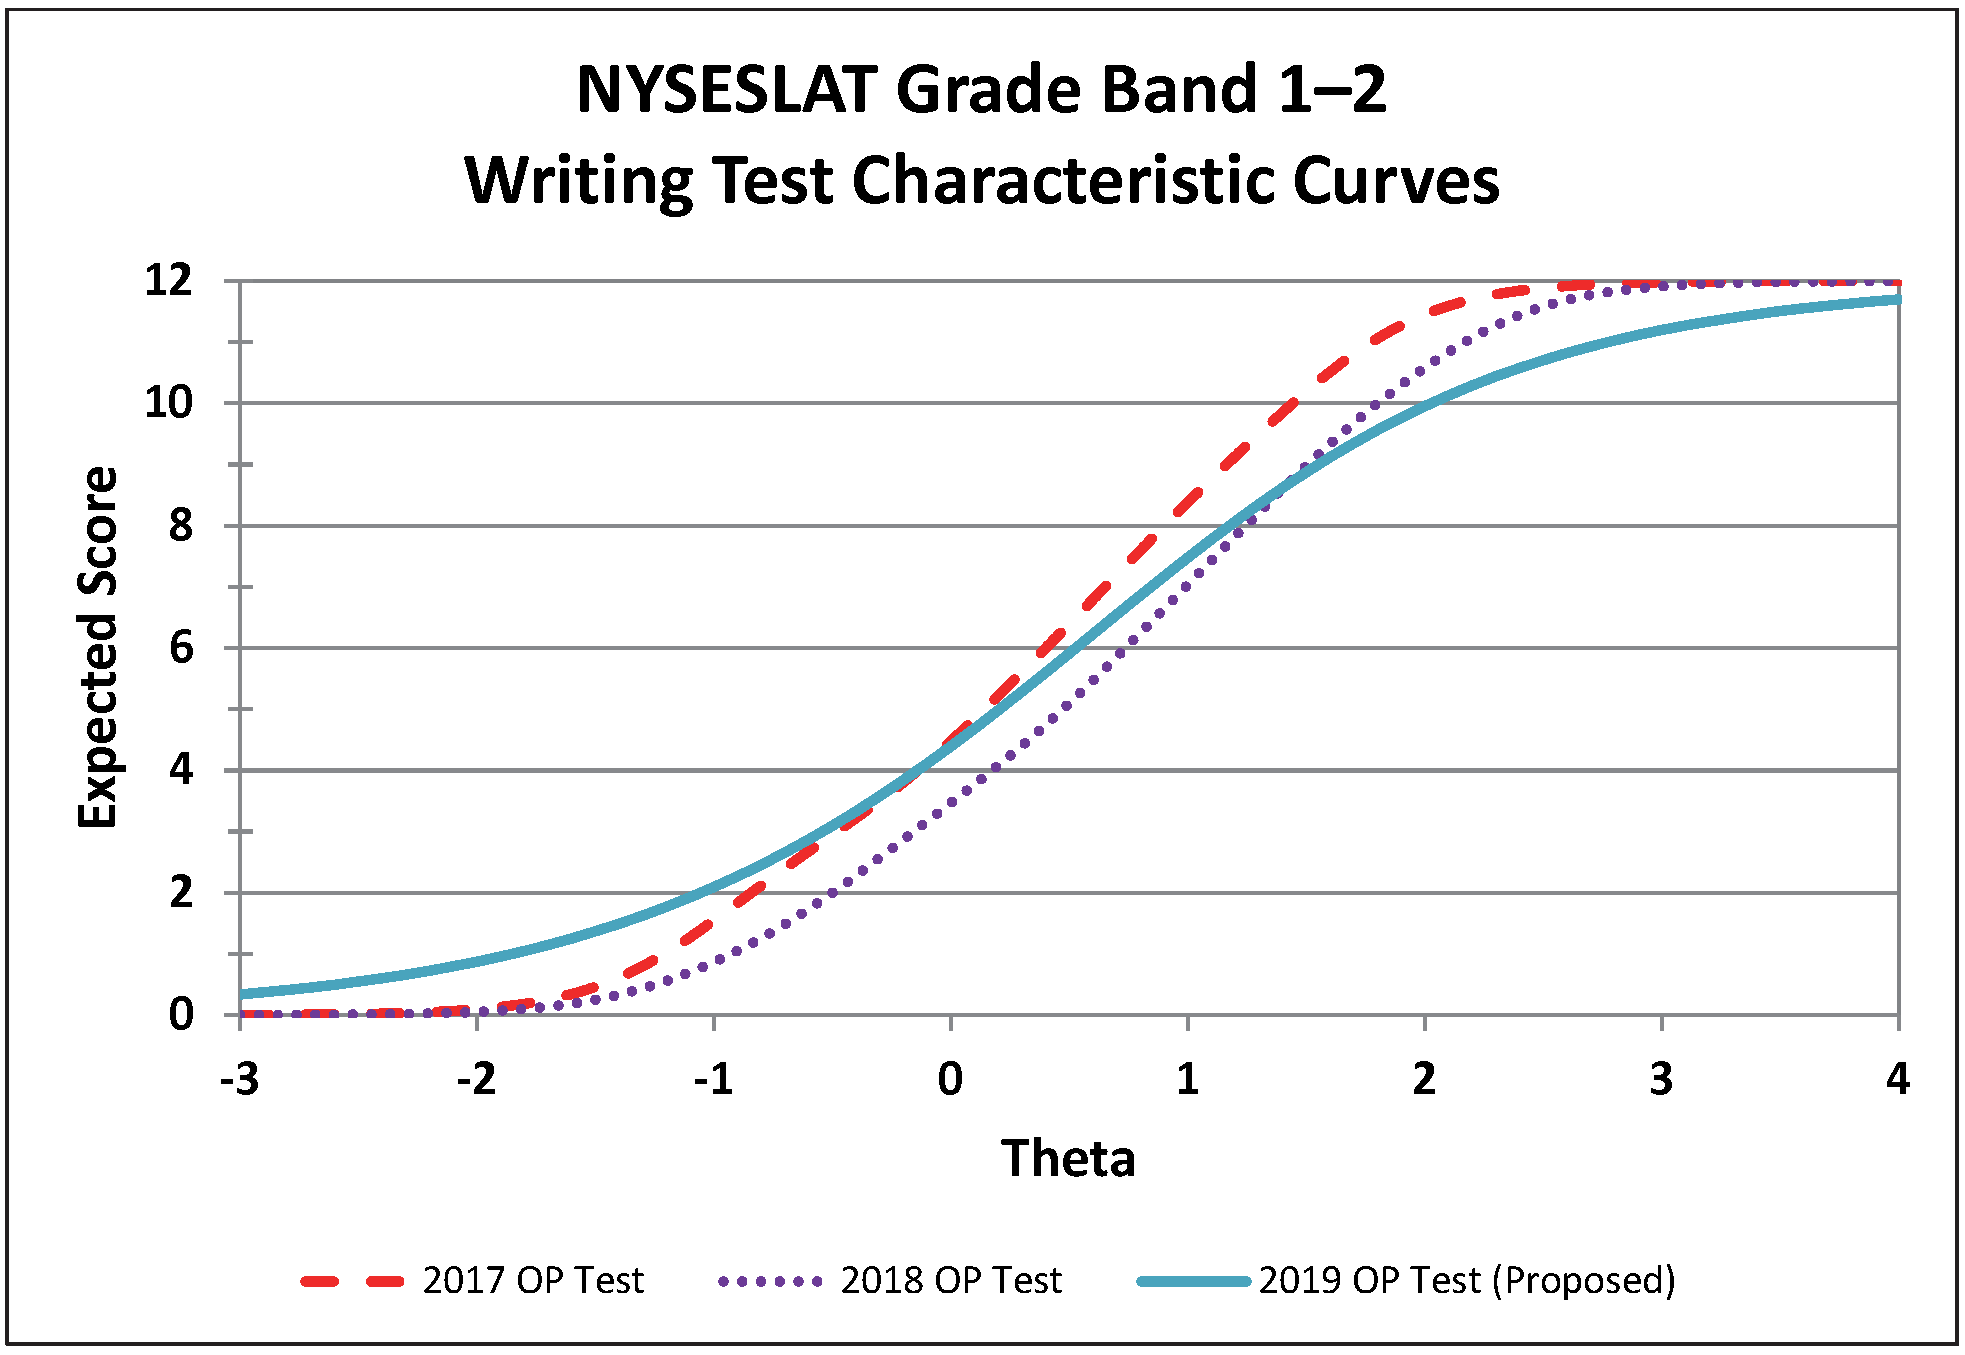 NYSESLAT Grade Band 1–2
Writing Test Characteristic Curves
12
10
8
6
4
2
0
Expected Score
-3 -2 -1 0 1 2 3 4
Theta
2017 OP Test 2018 OP Test 2019 OP Test (Proposed)